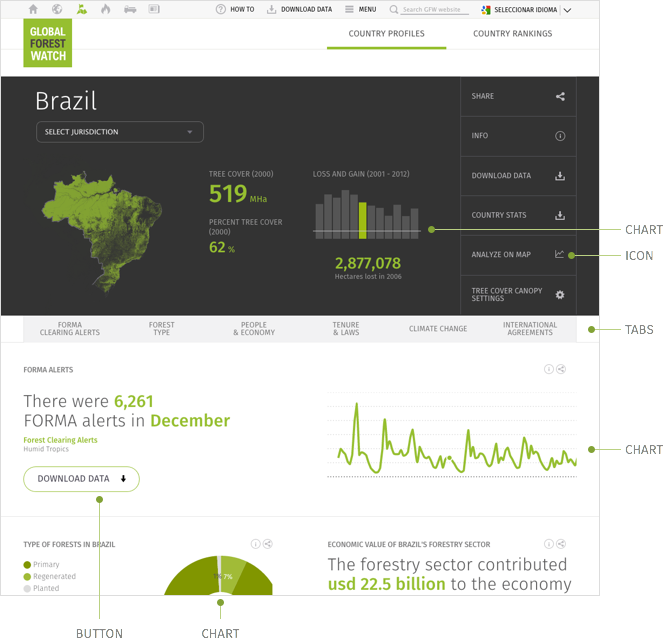 HOW TO
DOWNLOAD DATA
MENU
Search GFW website
SELECCIONAR IDIOMA
GLOBAL
FOREST
WATCH
COUNTRY PROFILES
COUNTRY RANKINGS
Brazil
SELECT JURISDICTION
TREE COVER (2000)
519 MHa
PERCENT TREE COVER
(2000)
62 %
LOSS AND GAIN (2001 - 2012)
2,877,078
Hectares lost in 2006
SHARE
INFO
DOWNLOAD DATA
COUNTRY STATS
ANALYZE ON MAP
TREE COVER CANOPY
SETTINGS
CHART
ICON
FORMA
CLEARING ALERTS
FOREST
TYPE
PEOPLE
& ECONOMY
TENURE
& LAWS
CLIMATE CHANGE
INTERNATIONAL
AGREEMENTS
TABS
FORMA ALERTS
There were 6,261
FORMA alerts in December
Forest Clearing Alerts
Humid Tropics
DOWNLOAD DATA
CHART
TYPE OF FORESTS IN BRAZIL
Primary
Regenerated
Planted
7%
ECONOMIC VALUE OF BRAZIL'S FORESTRY SECTOR
The forestry sector contributed
usd 22.5 billion to the economy
BUTTON
CHART